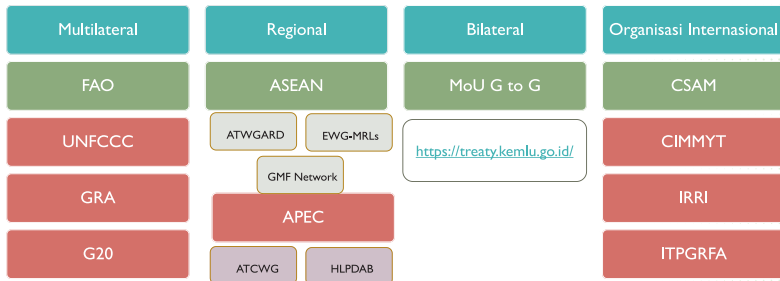 Multilateral
FAO
UNFCCC
GRA
G20
Regional
ASEAN
ATWGARD
EWG-MRLs
GMF Network
APEC
ATCWG
HLPDAB
Bilateral
MoU G to G
https://treaty.kemlu.go.id/
Organisasi Internasional
CSAM
CIMMYT
IRRI
ITPGRFA